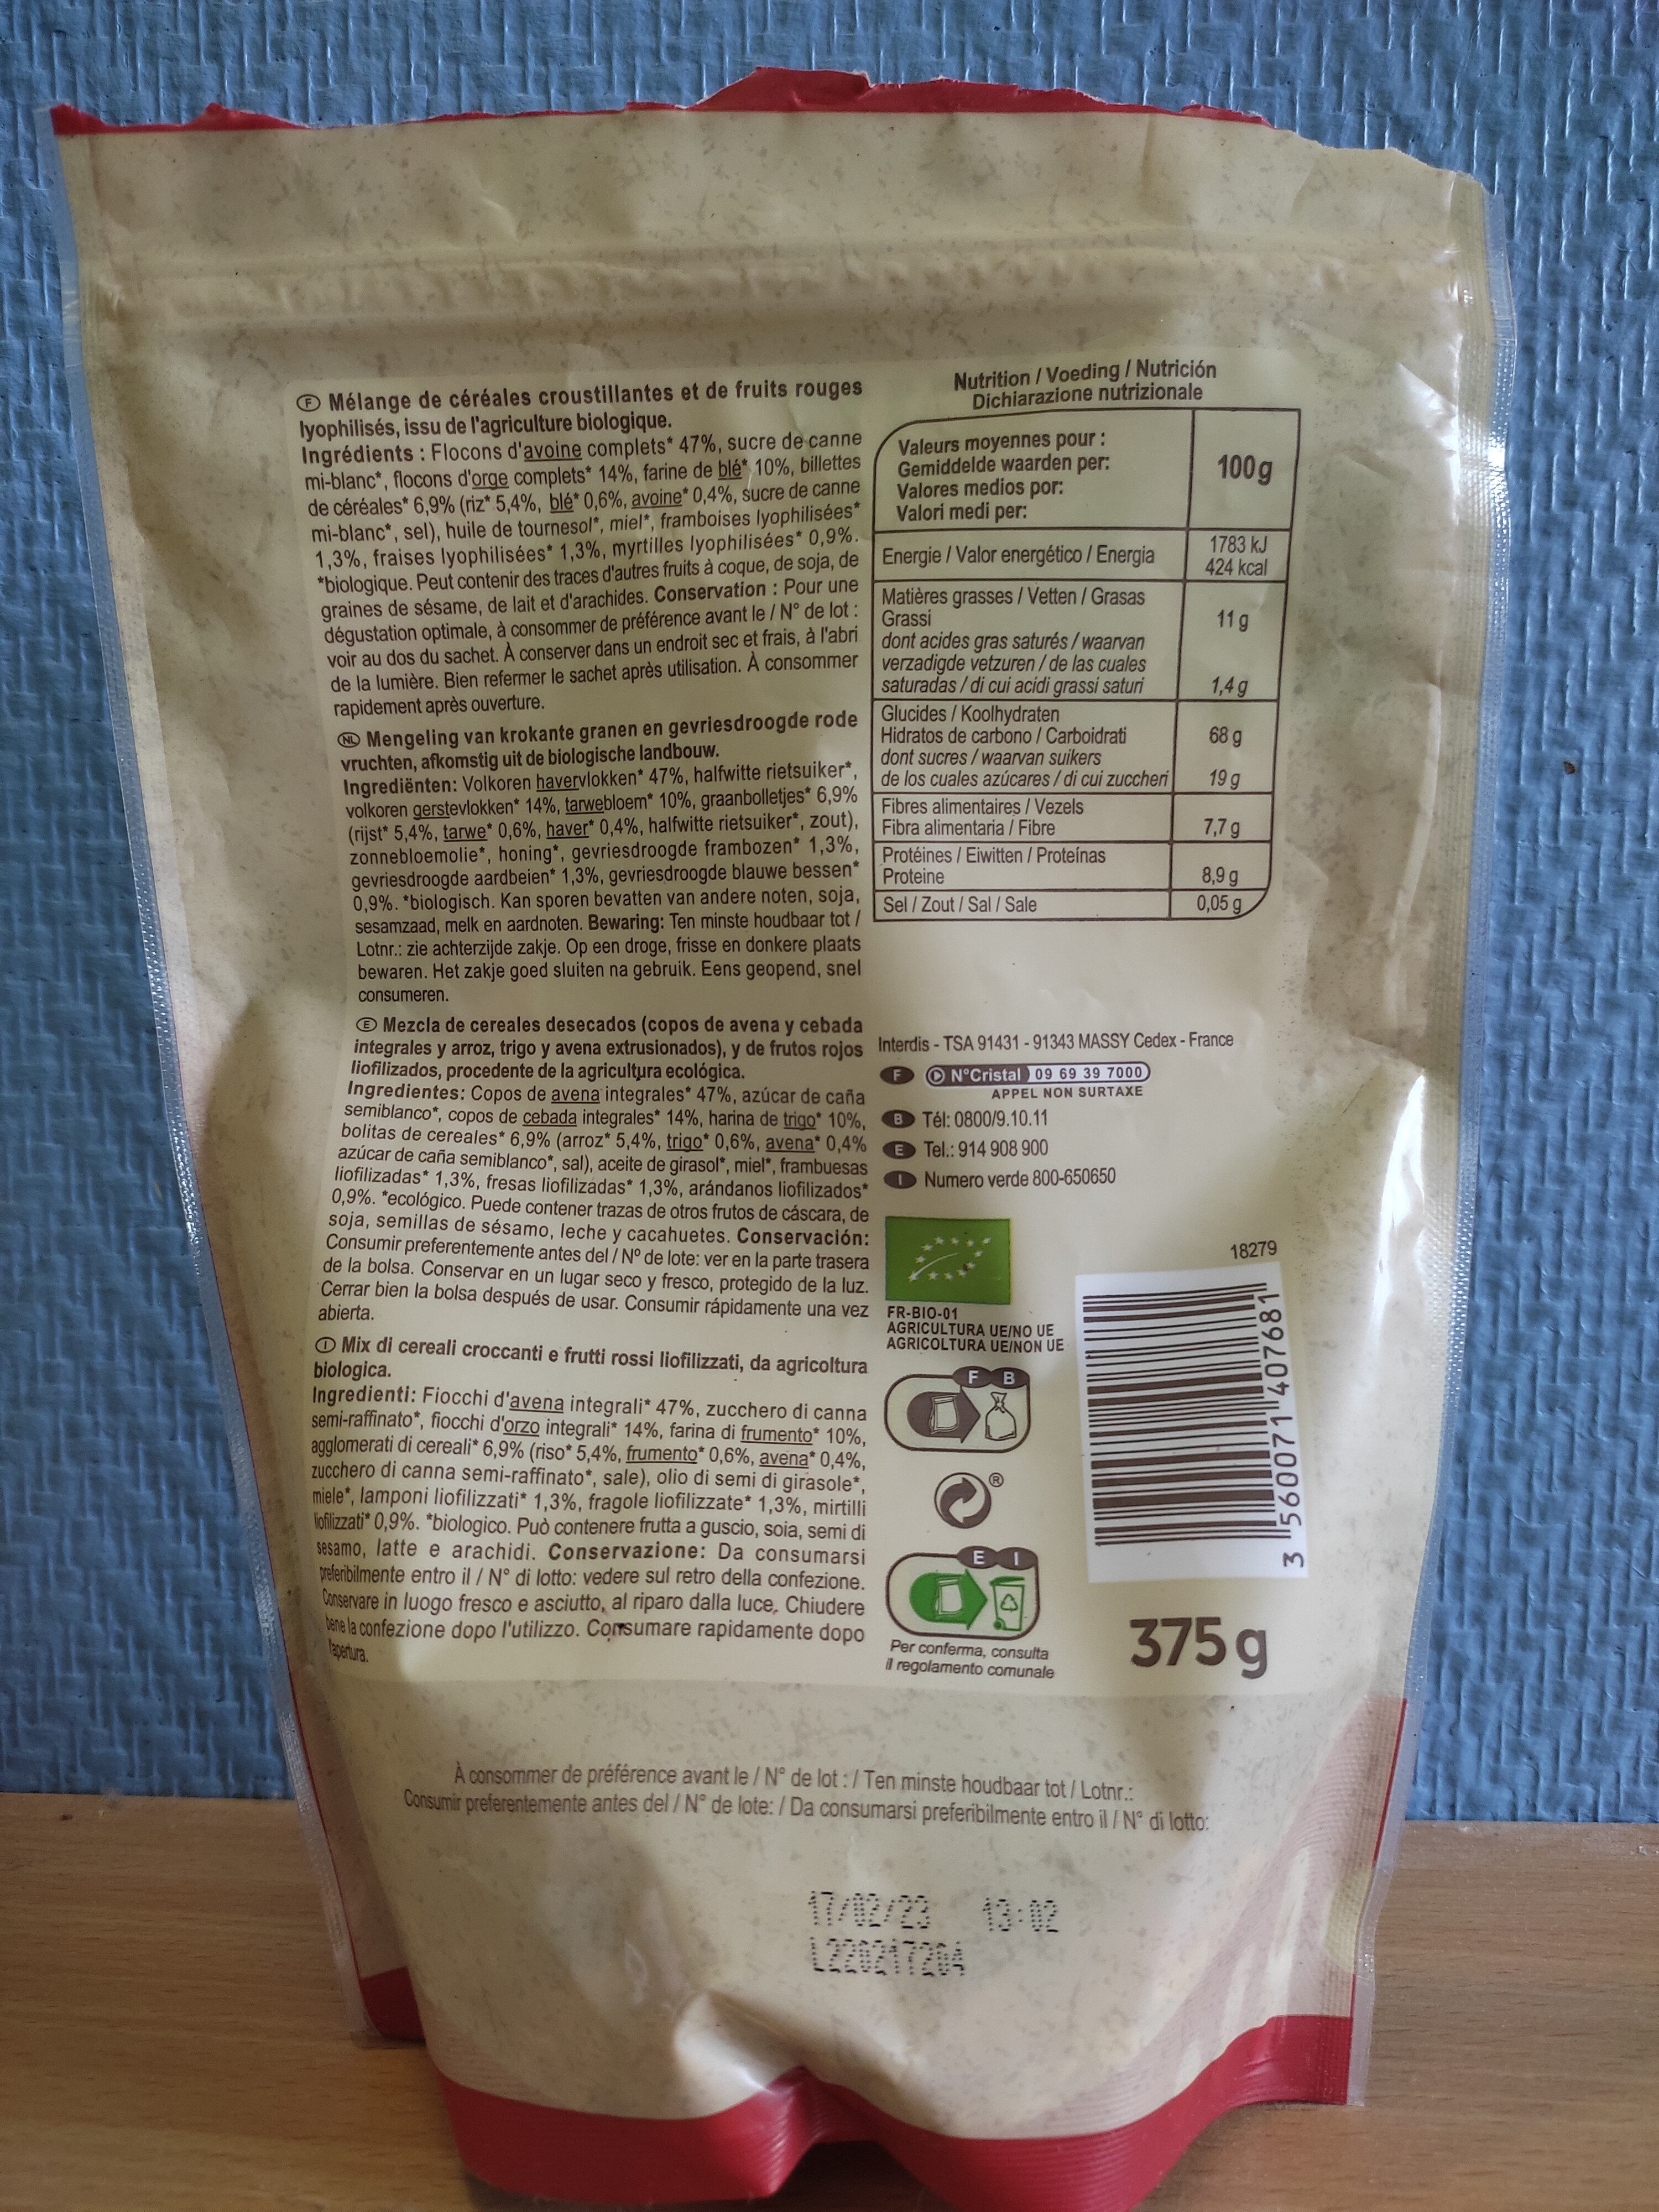 Ⓕ Mélange de céréales croustillantes et de fruits rouges
lyophilisés, issu de l'agriculture biologique.
Ingrédients : Flocons d'avoine complets* 47%, sucre de canne
mi-blanc*, flocons d'orge complets* 14%, farine de blé* 10%, billettes
de céréales* 6,9% (riz* 5,4%, blé* 0,6%, avoine* 0,4%, sucre de canne
mi-blanc*, sel), huile de tournesol*, miel*, framboises lyophilisées*
1,3%, fraises lyophilisées* 1,3%, myrtilles lyophilisées* 0,9%.
*biologique. Peut contenir des traces d'autres fruits à coque, de soja, de
graines de sésame, de lait et d'arachides. Conservation : Pour une
dégustation optimale, à consommer de préférence avant le / N° de lot :
voir au dos du sachet. À conserver dans un endroit sec et frais, à l'abri
de la lumière. Bien refermer le sachet après utilisation. À consommer
rapidement après ouverture.
NL Mengeling van krokante granen en gevriesdroogde rode
vruchten, afkomstig uit de biologische landbouw.
Ingrediënten: Volkoren havervlokken* 47%, halfwitte rietsuiker*,
volkoren gerstevlokken* 14%, tarwebloem* 10%, graanbolletjes* 6,9%
(rijst* 5,4%, tarwe* 0,6%, haver* 0,4%, halfwitte rietsuiker*, zout),
zonnebloemolie*, honing*, gevriesdroogde frambozen* 1,3%,
gevriesdroogde aardbeien* 1,3%, gevriesdroogde blauwe bessen*
0,9%. *biologisch. Kan sporen bevatten van andere noten, soja,
sesamzaad, melk en aardnoten. Bewaring: Ten minste houdbaar tot /
Lotnr.: zie achterzijde zakje. Op een droge, frisse en donkere plaats
bewaren. Het zakje goed sluiten na gebruik. Eens geopend, snel
consumeren.
Ⓔ Mezcla de cereales desecados (copos de avena y cebada
integrales y arroz, trigo y avena extrusionados), y de frutos rojos
liofilizados, procedente de la agricultura ecológica.
Ingredientes: Copos de avena integrales* 47%, azúcar de caña
semiblanco*, copos de cebada integrales* 14%, harina de trigo* 10%,
bolitas de cereales* 6,9% (arroz* 5,4%, trigo* 0,6%, avena* 0,4%
azúcar de caña semiblanco*, sal), aceite de girasol*, miel*, frambuesas
liofilizadas* 1,3%, fresas liofilizadas* 1,3%, arándanos liofilizados*
0,9%. *ecológico. Puede contener trazas de otros frutos de cáscara, de
soja, semillas de sésamo, leche y cacahuetes. Conservación:
Consumir preferentemente antes del / Nº de lote: ver en la parte trasera
de la bolsa. Conservar en un lugar seco y fresco, protegido de la luz.
Cerrar bien la bolsa después de usar. Consumir rápidamente una vez
abierta.
Ⓘ Mix di cereali croccanti e frutti rossi liofilizzati, da agricoltura
biologica.
Ingredienti: Fiocchi d'avena integrali* 47%, zucchero di canna
semi-raffinato*, fiocchi d'orzo integrali* 14%, farina di frumento* 10%,
agglomerati di cereali* 6,9% (riso* 5,4%, frumento* 0,6%, avena* 0,4%,
zucchero di canna semi-raffinato*, sale), olio di semi di girasole*,
miele*, lamponi liofilizzati* 1,3%, fragole liofilizzate* 1,3%, mirtilli
liofilizzati* 0,9%. *biologico. Può contenere frutta a guscio, soia, semi di
sesamo, latte e arachidi. Conservazione: Da consumarsi
preferibilmente entro il / N° di lotto: vedere sul retro della confezione.
Conservare in luogo fresco e asciutto, al riparo dalla luce. Chiudere
bene la confezione dopo l'utilizzo. Consumare rapidamente dopo
l'apertura.
Nutrition / Voeding / Nutrición
Dichiarazione nutrizionale
Valeurs moyennes pour :
Gemiddelde waarden per:
Valores medios por:
Valori medi per:
100g
Energie / Valor energético / Energia
1783 kJ
424 kcal
Matières grasses / Vetten / Grasas
Grassi
11 g
dont acides gras saturés / waarvan
verzadigde vetzuren / de las cuales
saturadas / di cui acidi grassi saturi
1,4 g
Glucides / Koolhydraten
Hidratos de carbono / Carboidrati
68 g
dont sucres / waarvan suikers
de los cuales azúcares / di cui zuccheri
19 g
Fibres alimentaires / Vezels
Fibra alimentaria / Fibre
7,7 g
Protéines / Eiwitten / Proteínas
Proteine
8,9 g
Sel / Zout / Sal / Sale
0,05 g
Interdis - TSA 91431 - 91343 MASSY Cedex - France
F N°Cristal 09 69 39 7000
APPEL NON SURTAXE
B Tél: 0800/9.10.11
E Tel.: 914 908 900
I Numero verde 800-650650
FR-BIO-01
AGRICULTURA UE/NO UE
AGRICOLTURA UE/NON UE
F B
®
E I
Per conferma, consulta
il regolamento comunale
18279
3 560071 407681
375g
À consommer de préférence avant le / N° de lot : / Ten minste houdbaar tot / Lotnr.:
Consumir preferentemente antes del / N° de lote: / Da consumarsi preferibilmente entro il / N° di lotto:
17/02/23 13:02
L220217204